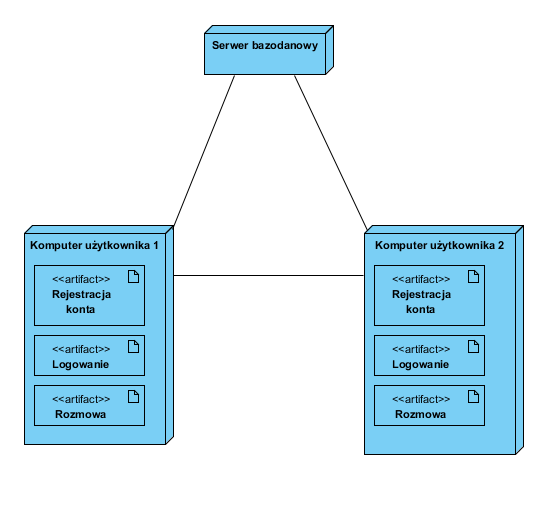 Serwer bazodanowy
Komputer użytkownika 1
<<artifact>>
Rejestracja
konta
<<artifact>>
Logowanie
<<artifact>>
Rozmowa
Komputer użytkownika 2
<<artifact>>
Rejestracja
konta
<<artifact>>
Logowanie
<<artifact>>
Rozmowa